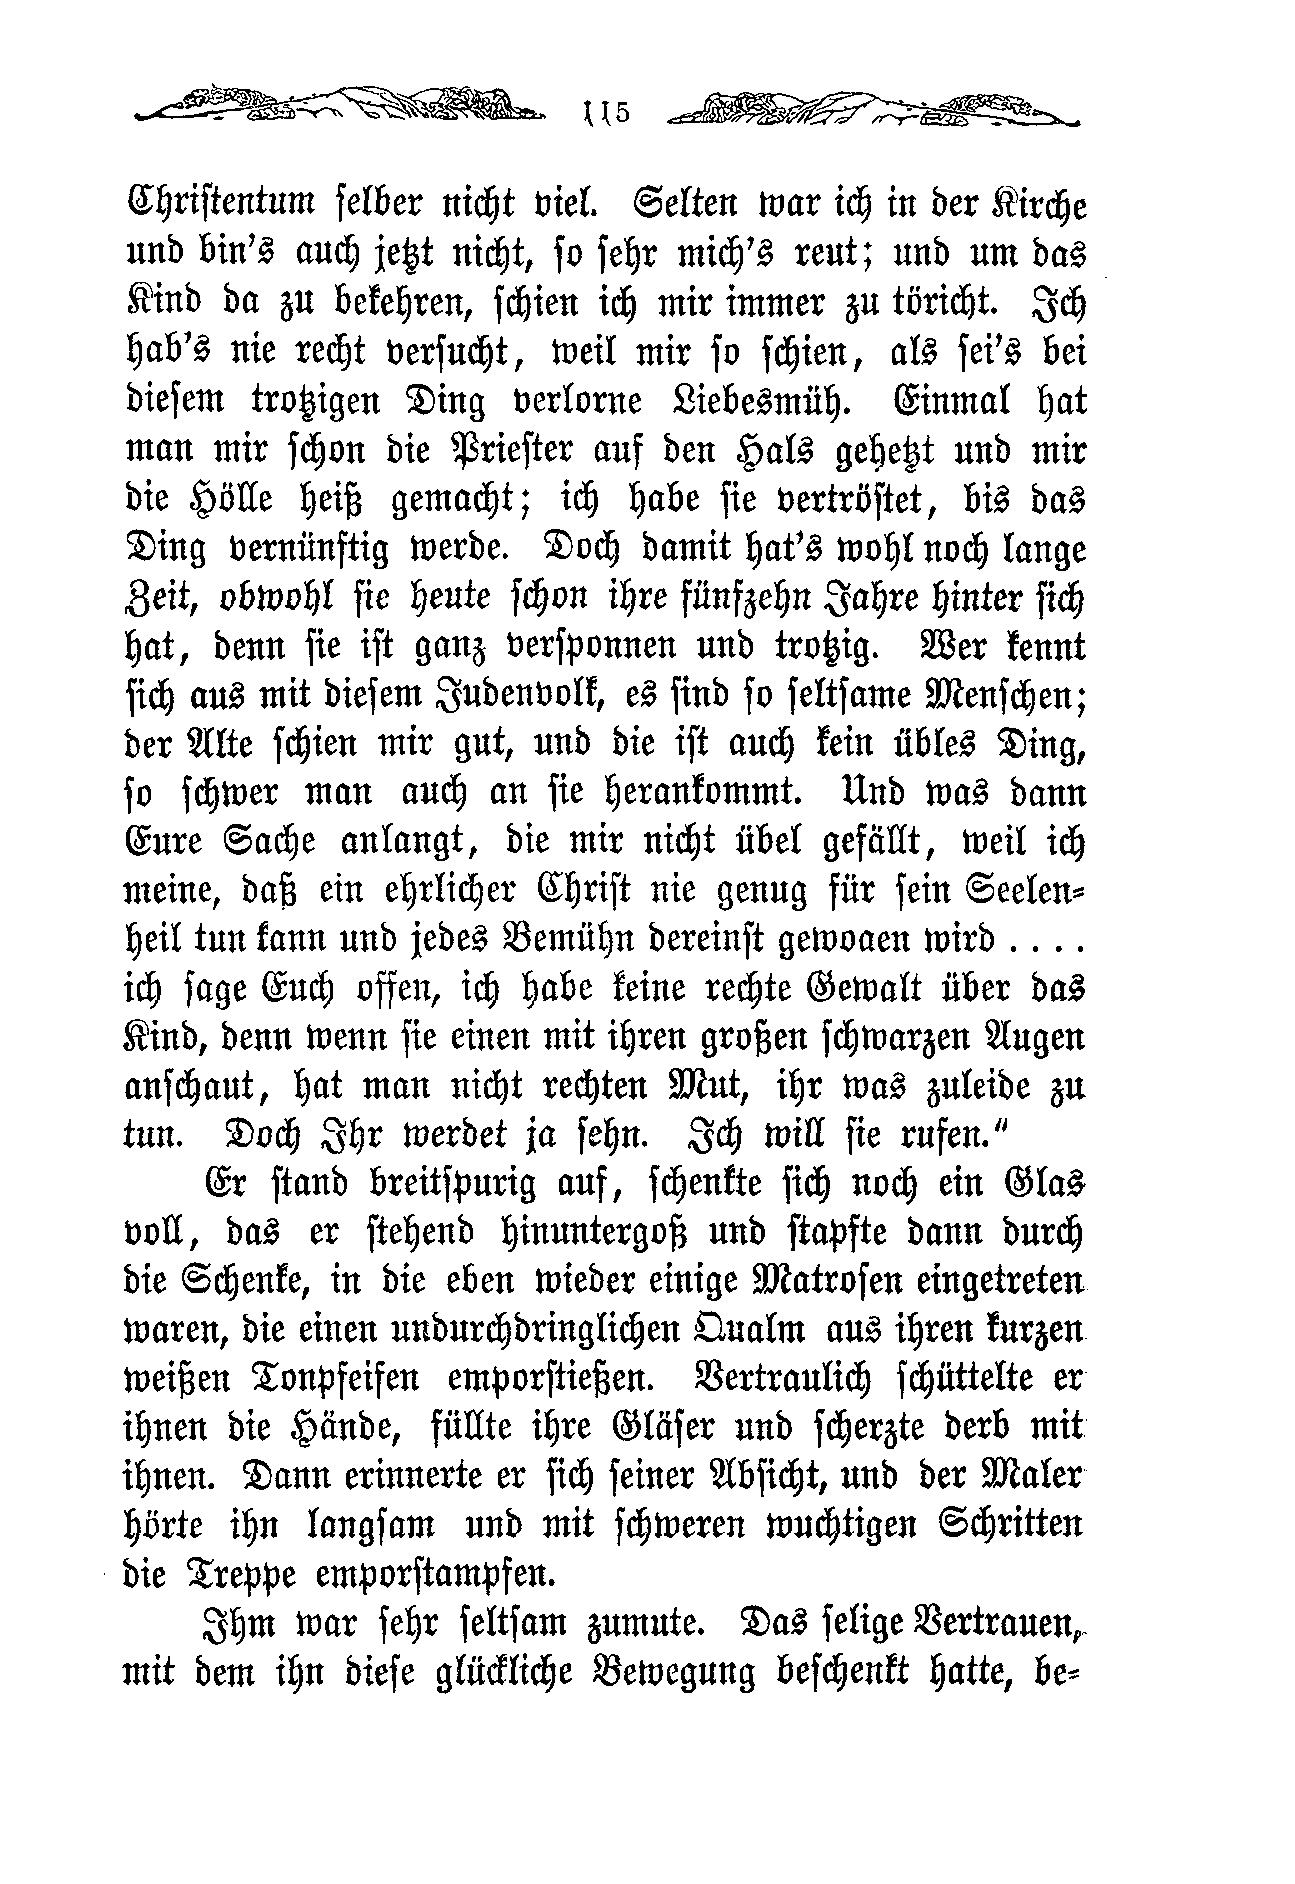 115
Christentum selber nicht viel. Selten war ich in der Kirche
und bin's auch jetzt nicht, so sehr mich's reut; und um das
Kind da zu bekehren, schien ich mir immer zu töricht. Ich
hab's nie recht versucht, weil mir so schien, als sei's bei
diesem trotzigen Ding verlorne Liebesmüh. Einmal hat
man mir schon die Priester auf den Hals gehetzt und mir
die Hölle heiß gemacht; ich habe sie vertröstet, bis das
Ding vernünftig werde. Doch damit hat's wohl noch lange
Zeit, obwohl sie heute schon ihre fünfzehn Jahre hinter sich
hat, denn sie ist ganz versponnen und trotzig. Wer kennt
sich aus mit diesem Judenvolk, es sind so seltsame Menschen;
der Alte schien mir gut, und die ist auch kein übles Ding,
so schwer man auch an sie herankommt. Und was dann
Eure Sache anlangt, die mir nicht übel gefällt, weil ich
meine, daß ein ehrlicher Christ nie genug für sein Seelen-
heil tun kann und jedes Bemühn dereinst gewogen wird ....
ich sage Euch offen, ich habe keine rechte Gewalt über das
Kind, denn wenn sie einen mit ihren großen schwarzen Augen
anschaut, hat man nicht rechten Mut, ihr was zuleide zu
tun. Doch Ihr werdet ja sehn. Ich will sie rufen.“
Er stand breitspurig auf, schenkte sich noch ein Glas
voll, das er stehend hinuntergoß und stapfte dann durch
die Schenke, in die eben wieder einige Matrosen eingetreten
waren, die einen undurchdringlichen Qualm aus ihren kurzen
weißen Tonpfeifen emporstießen. Vertraulich schüttelte er
ihnen die Hände, füllte ihre Gläser und scherzte derb mit
ihnen. Dann erinnerte er sich seiner Absicht, und der Maler
hörte ihn langsam und mit schweren wuchtigen Schritten
die Treppe emporstampfen.
Ihm war sehr seltsam zumute. Das selige Vertrauen,
mit dem ihn diese glückliche Bewegung beschenkt hatte, be-